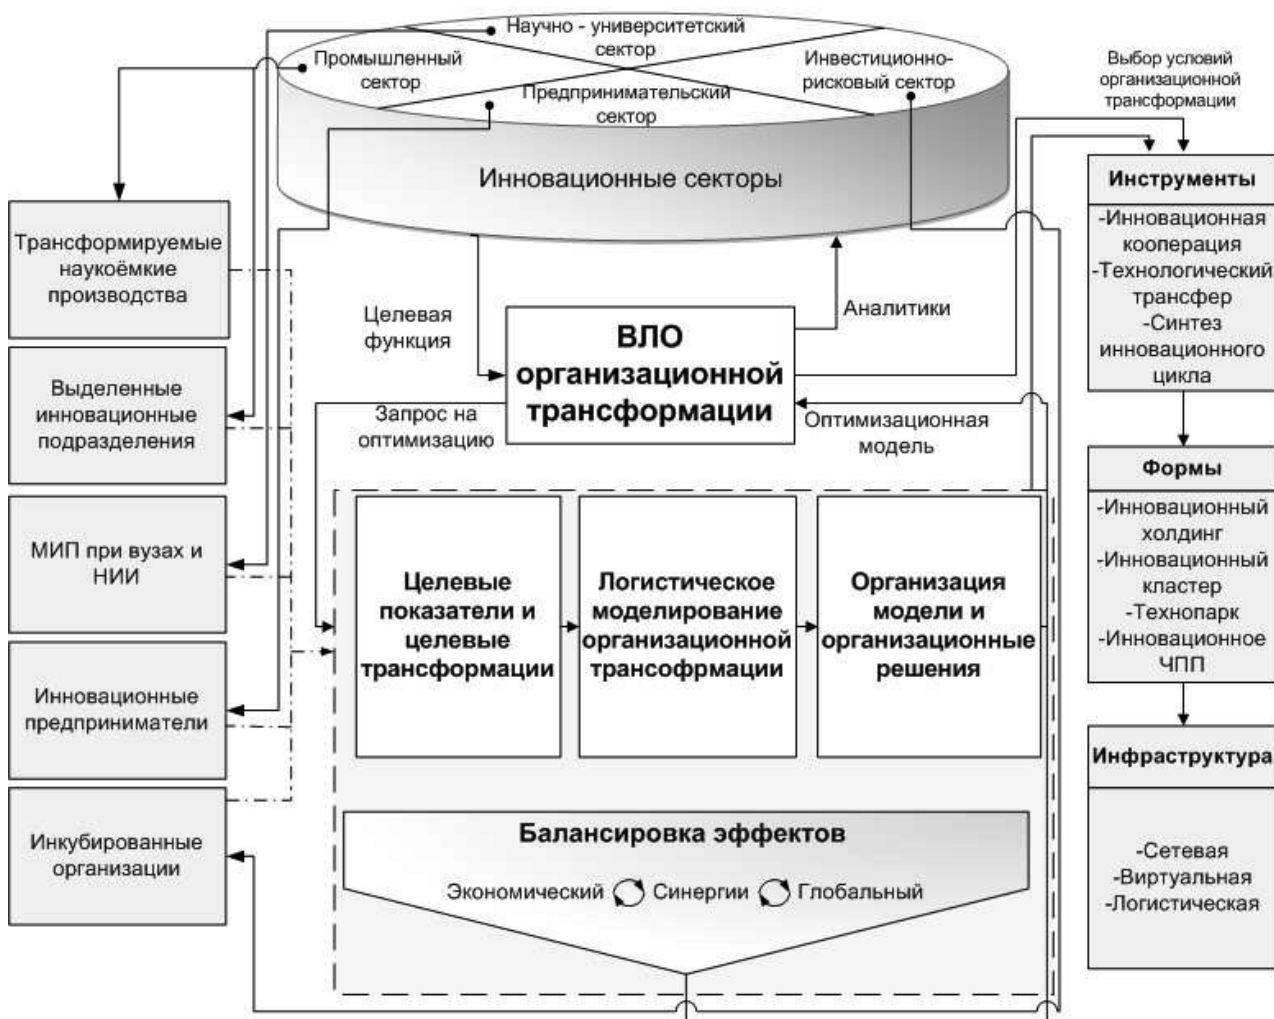 Научно - университетский
сектор
Промышленный
сектор
Инвестиционно-
рисковый сектор
Предпринимательский
сектор
Инновационные секторы
Выбор условий
организационной
трансформации
Трансформируемые
наукоёмкие
производства
Выделенные
инновационные
подразделения
МИП при вузах и
НИИ
Инновационные
предприниматели
Инкубированные
организации
Целевая
функция
Аналитики
ВЛО
организационной
трансформации
Запрос на
оптимизацию
Оптимизационная
модель
Целевые
показатели и
целевые
трансформации
Логистическое
моделирование
организационной
трансофрмации
Организация
модели и
организационные
решения
Балансировка эффектов
Экономический Синергии Глобальный
Инструменты
-Инновационная
кооперация
-Технологический
трансфер
-Синтез
инновационного
цикла
Формы
-Инновационный
холдинг
-Инновационный
кластер
-Технопарк
-Инновационное
ЧПП
Инфраструктура
-Сетевая
-Виртуальная
-Логистическая